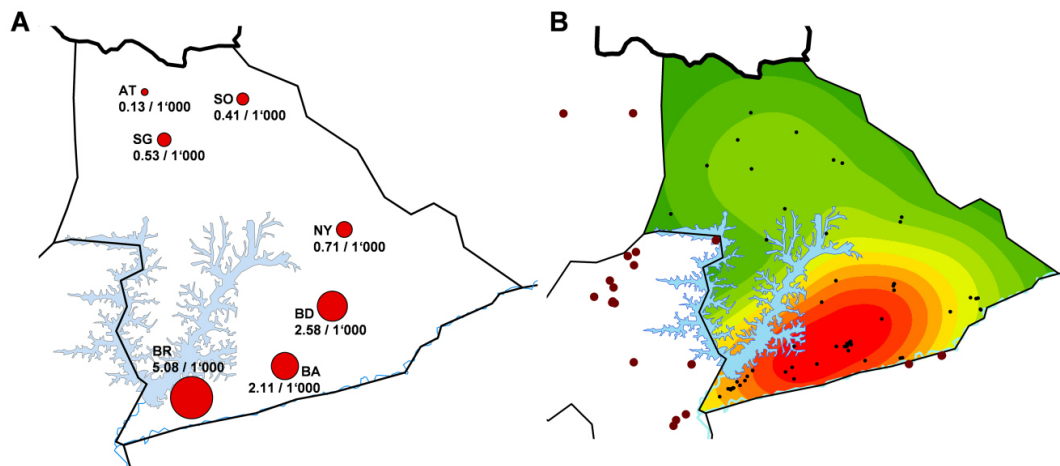 A
B
AT
0.13 / 1'000
SO
0.41 / 1'000
SG
0.53 / 1'000
NY
0.71 / 1'000
BD
2.58 / 1'000
BR
5.08 / 1'000
BA
2.11 / 1'000